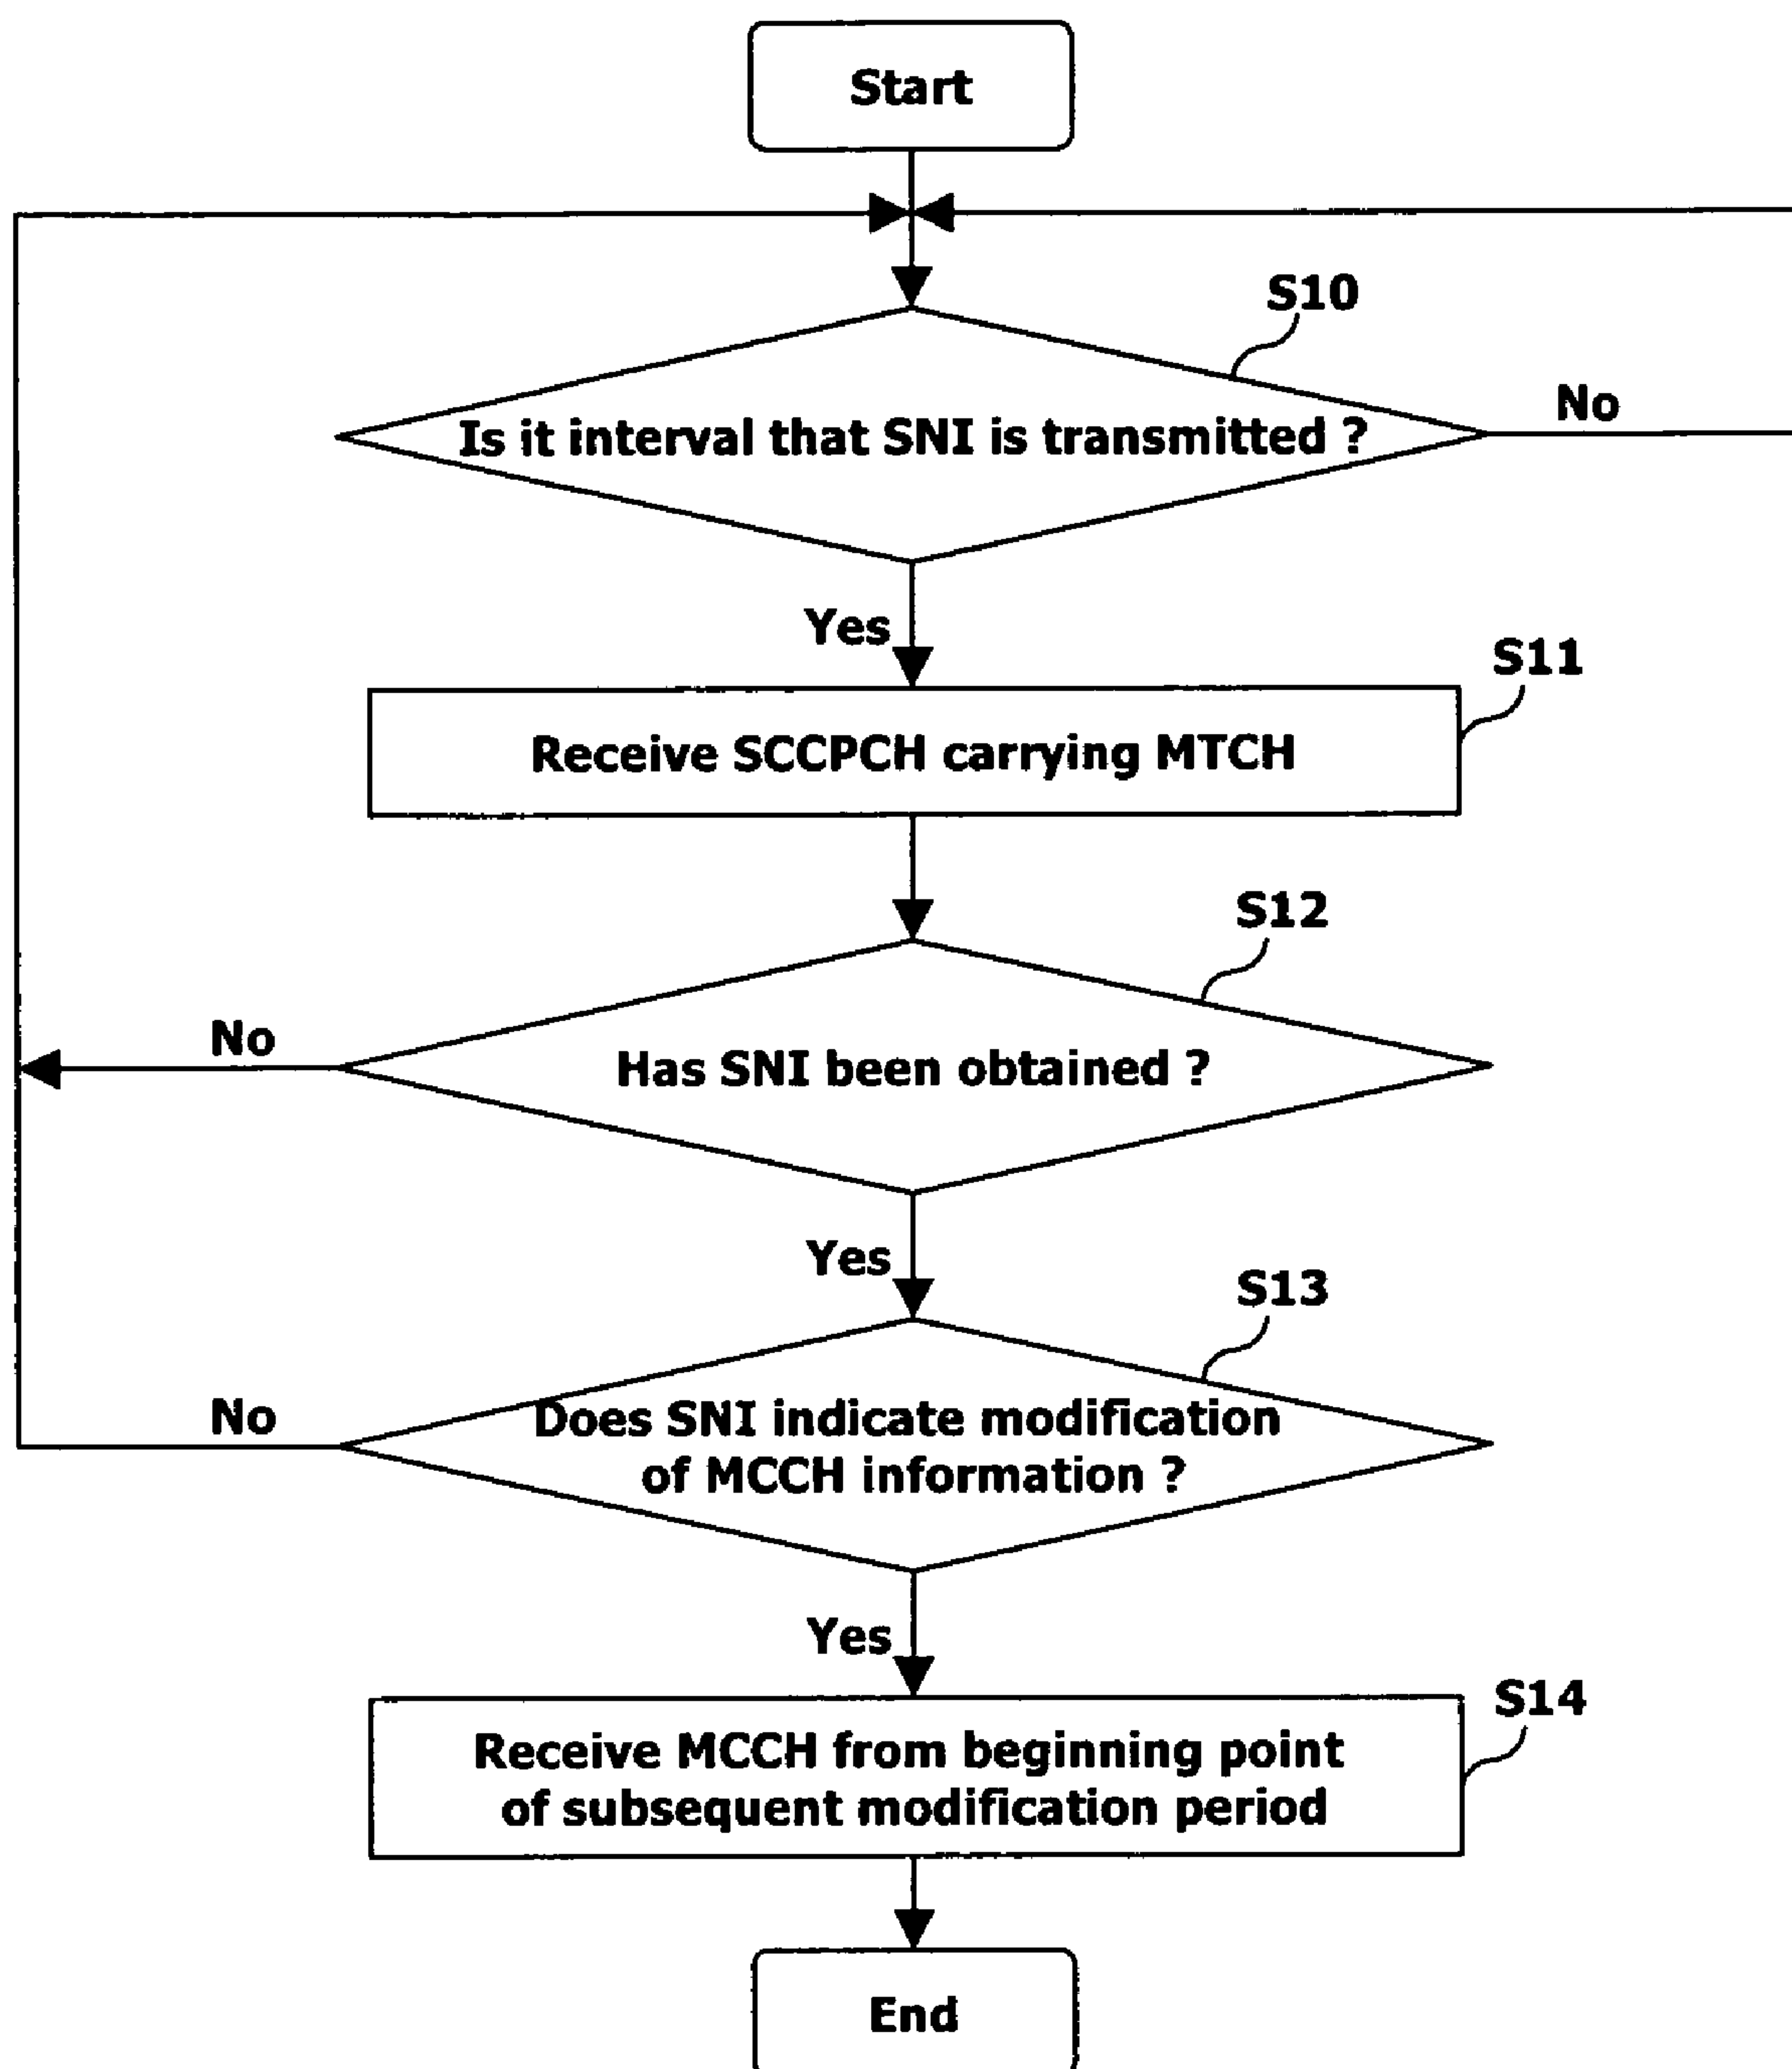 Start
S10
Is it interval that SNI is transmitted ?
No
Yes
S11
Receive SCCPCH carrying MTCH
S12
Has SNI been obtained ?
No
Yes
S13
Does SNI indicate modification
of MCCH information ?
No
Yes
S14
Receive MCCH from beginning point
of subsequent modification period
End